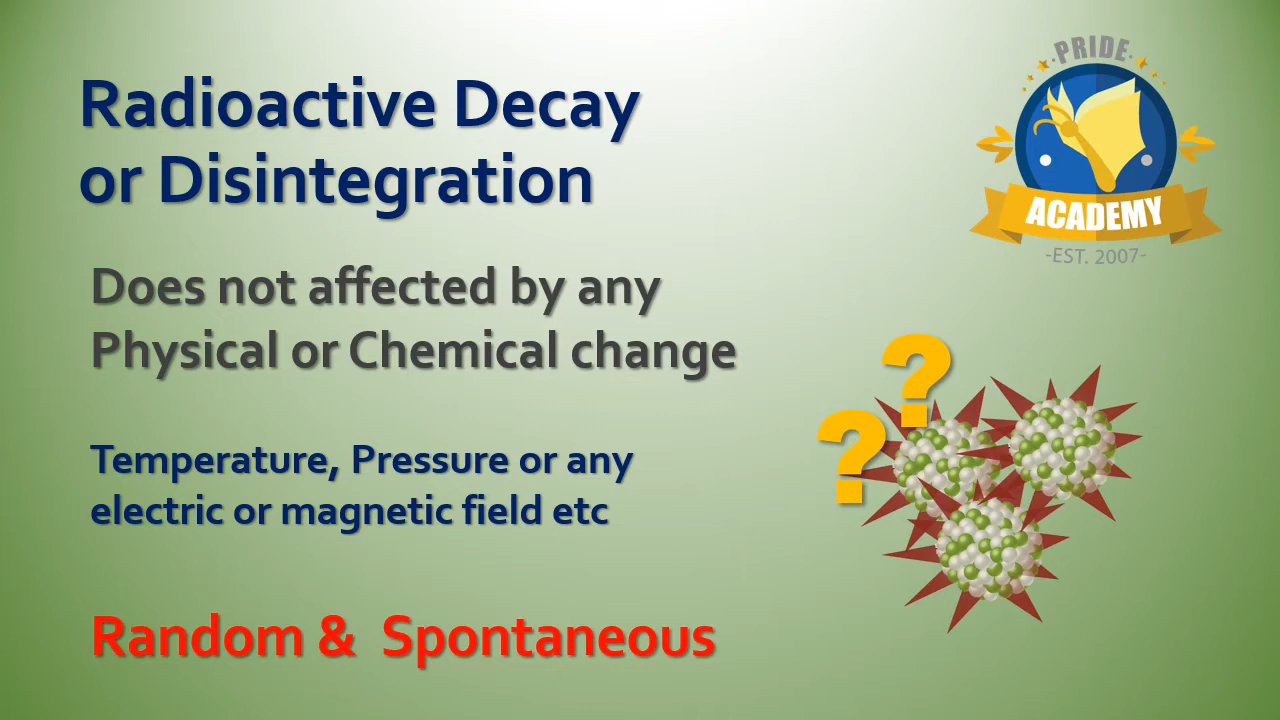 Radioactive Decay
or Disintegration
PRIDE
ACADEMY
-EST. 2007-
Does not affected by any
Physical or Chemical change
? ?
Temperature, Pressure or any
electric or magnetic field etc
Random & Spontaneous